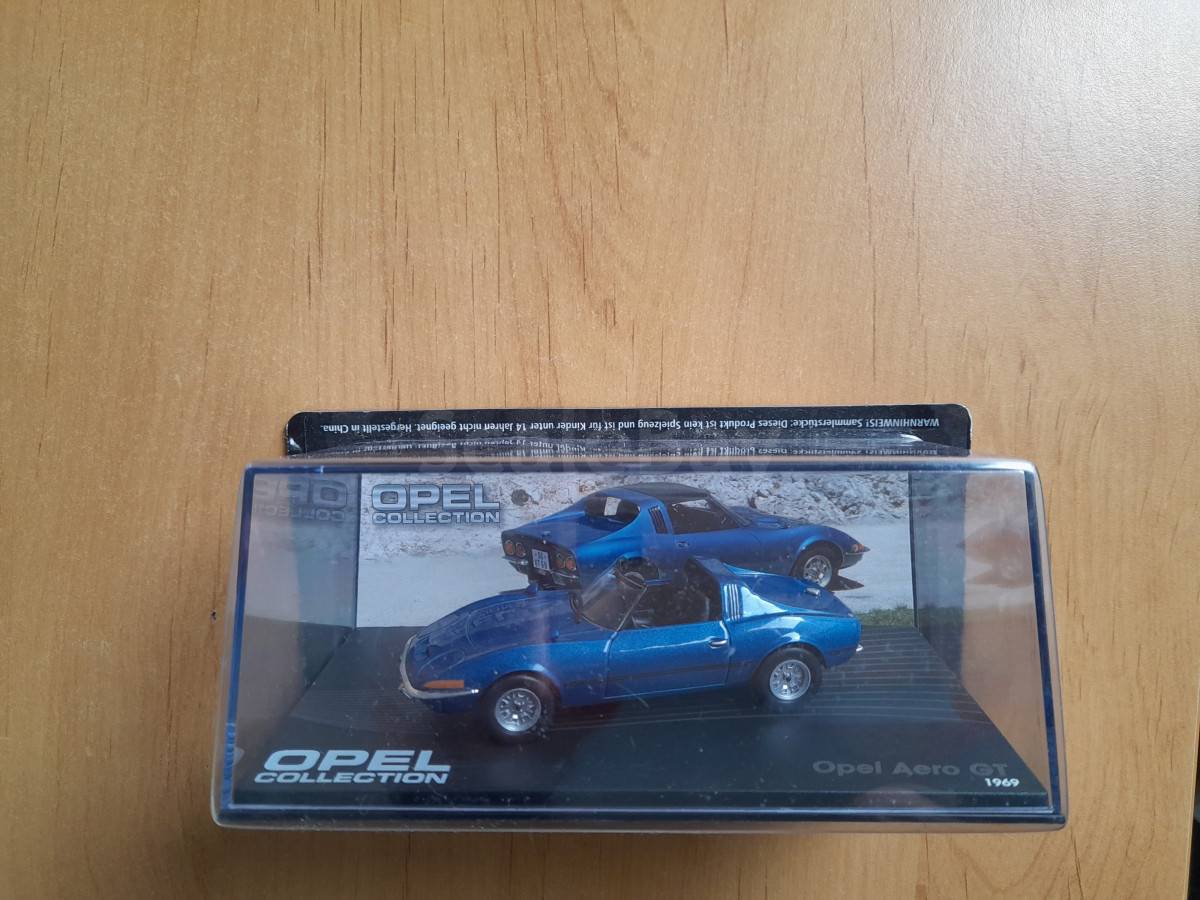 WARNHINWEIS! Sammlerstücke: Dieses Produkt ist kein Spielzeug und ist für Kinder unter 14 Jahren nicht geeignet. Hergestellt in China.
OPEL
COLLECTION
OPEL
COLLECTION
Opel Aero GT
1969